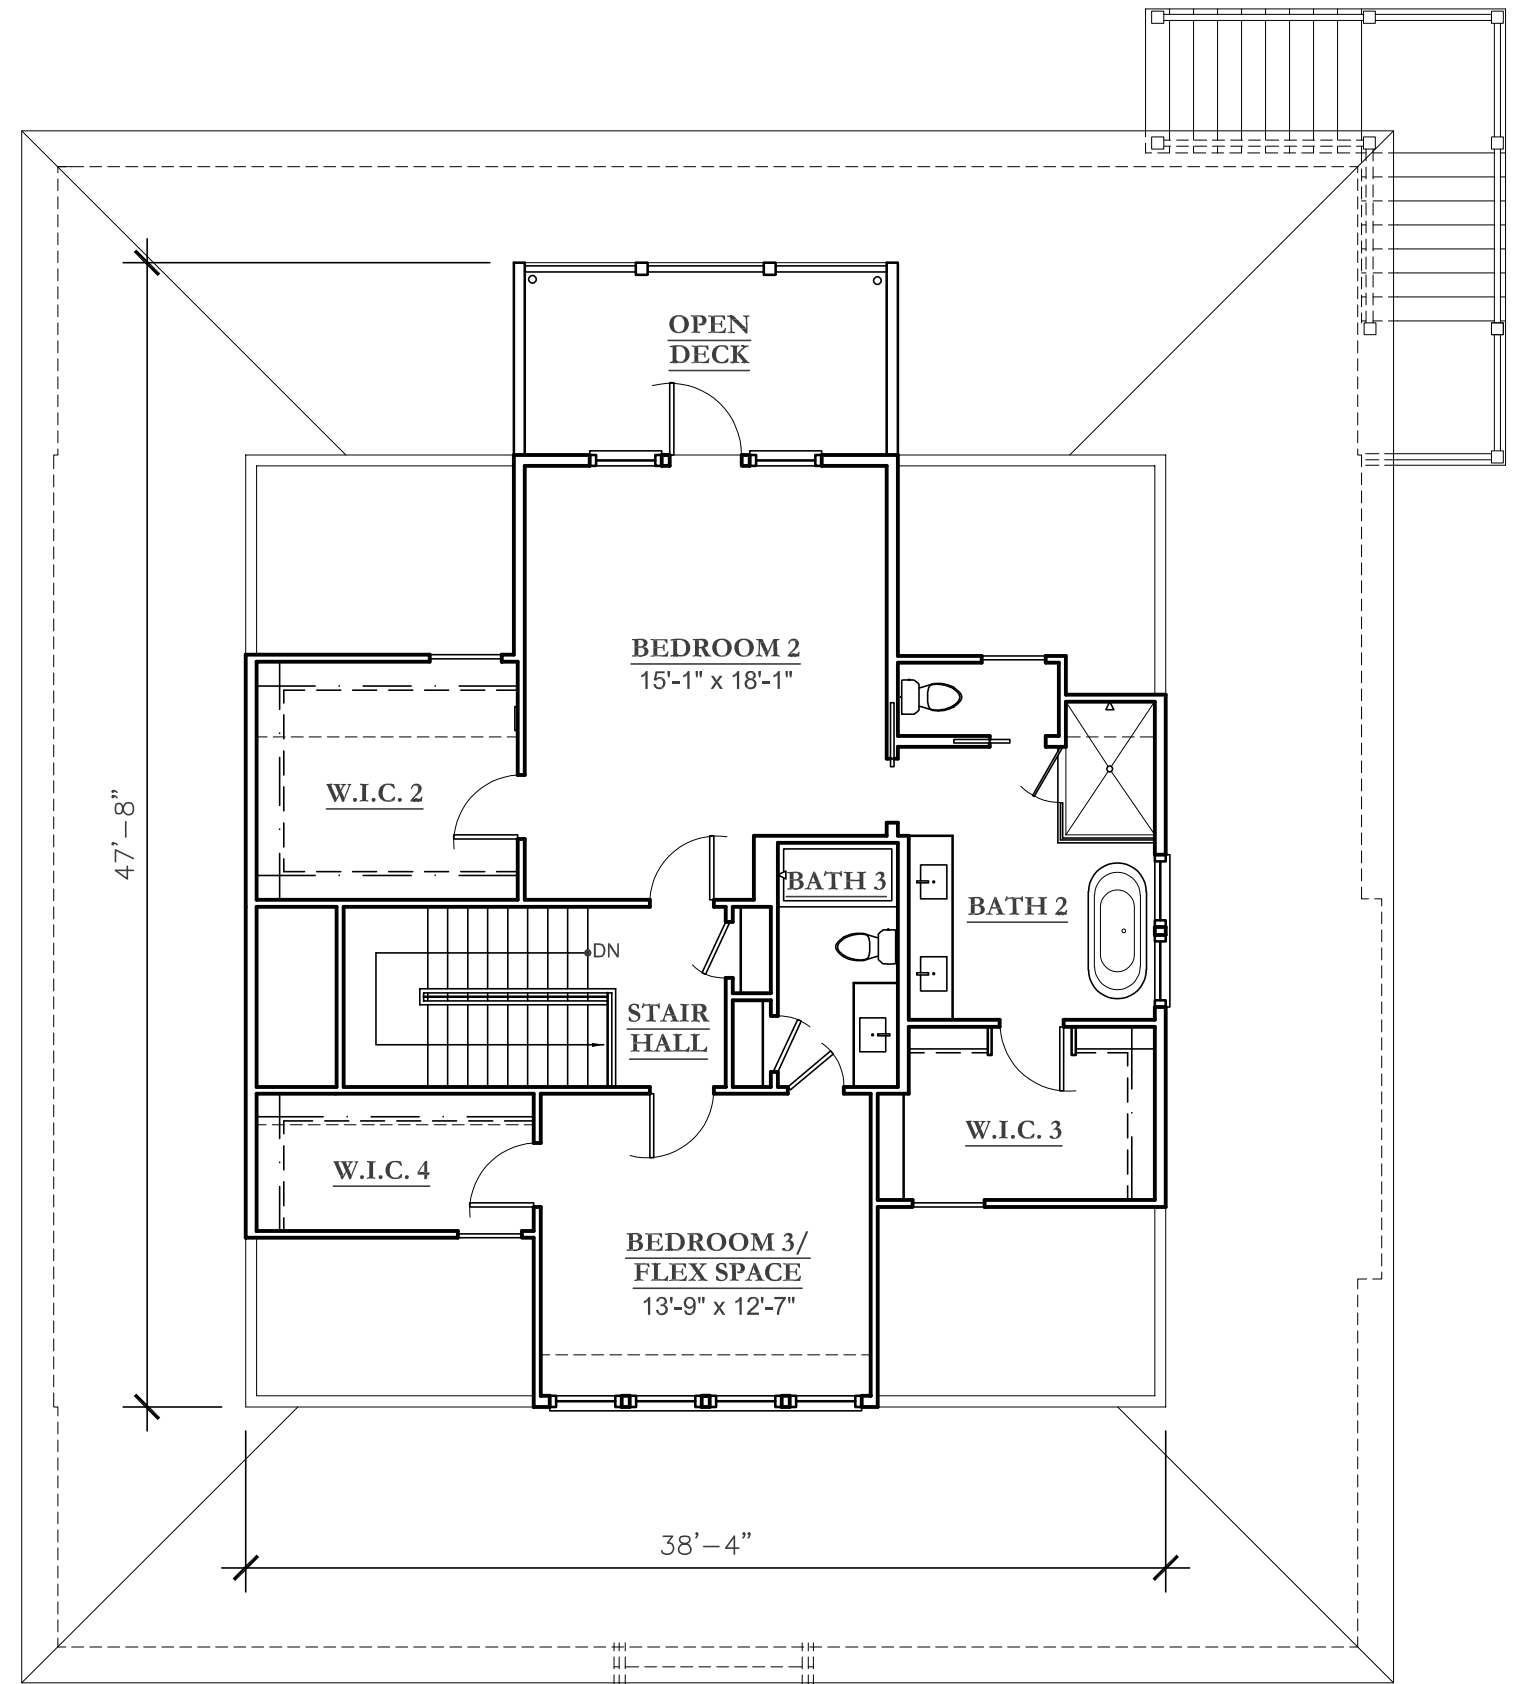 OPEN
DECK
BEDROOM 2
15'-1" x 18'-1"
W.I.C. 2
47'-8"
BATH 3
BATH 2
DN
STAIR
HALL
W.I.C. 3
W.I.C. 4
BEDROOM 3/
FLEX SPACE
13'-9" x 12'-7"
38'-4"